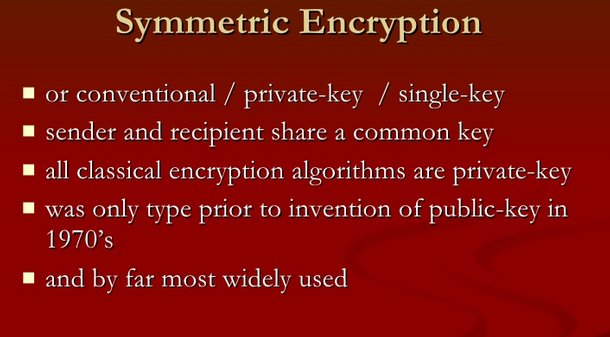 Symmetric Encryption
or conventional / private-key / single-key
sender and recipient share a common key
all classical encryption algorithms are private-key
was only type prior to invention of public-key in
1970’s
and by far most widely used